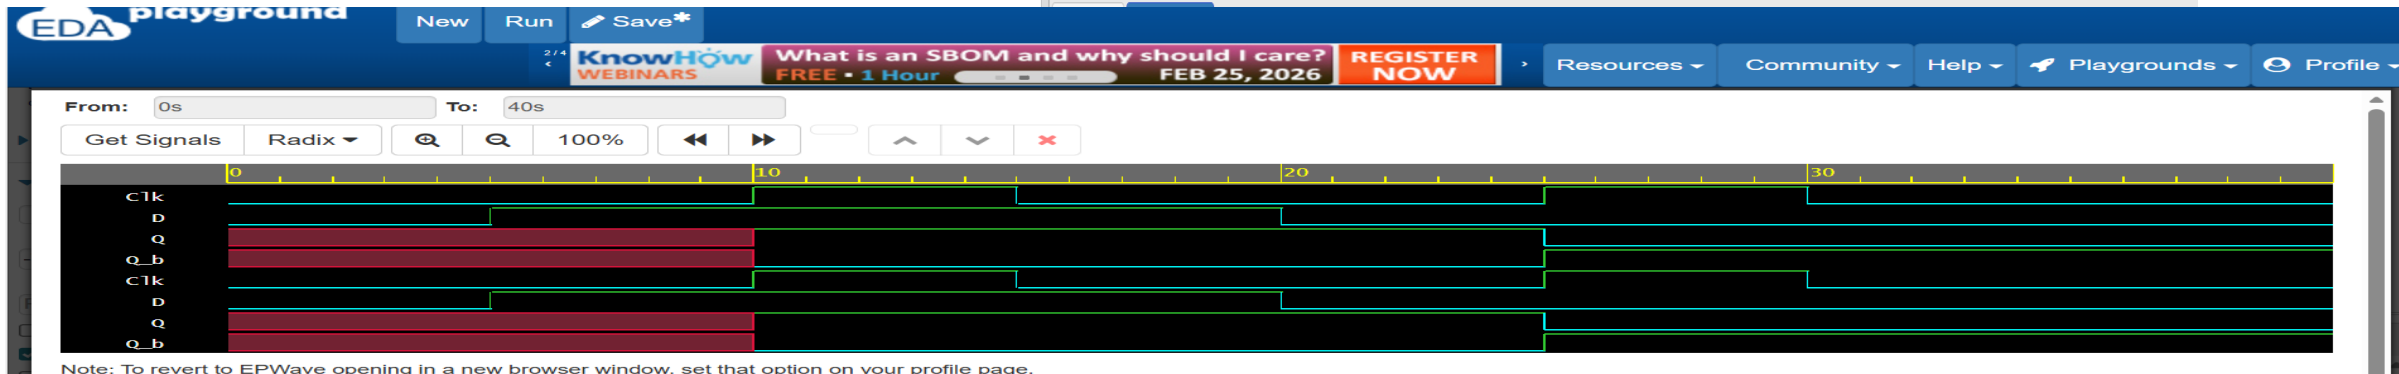 EDA playground
New Run Save*
2/4
<
KnowHow WEBINARS
What is an SBOM and why should I care?
FREE • 1 Hour FEB 25, 2026
REGISTER NOW
>
Resources Community Help Playgrounds Profile
From: 0s To: 40s
Get Signals Radix 100%
0 10 20 30
Clk
D
Q
Q_b
Clk
D
Q
Q_b
Note: To revert to EPWave opening in a new browser window, set that option on your profile page.